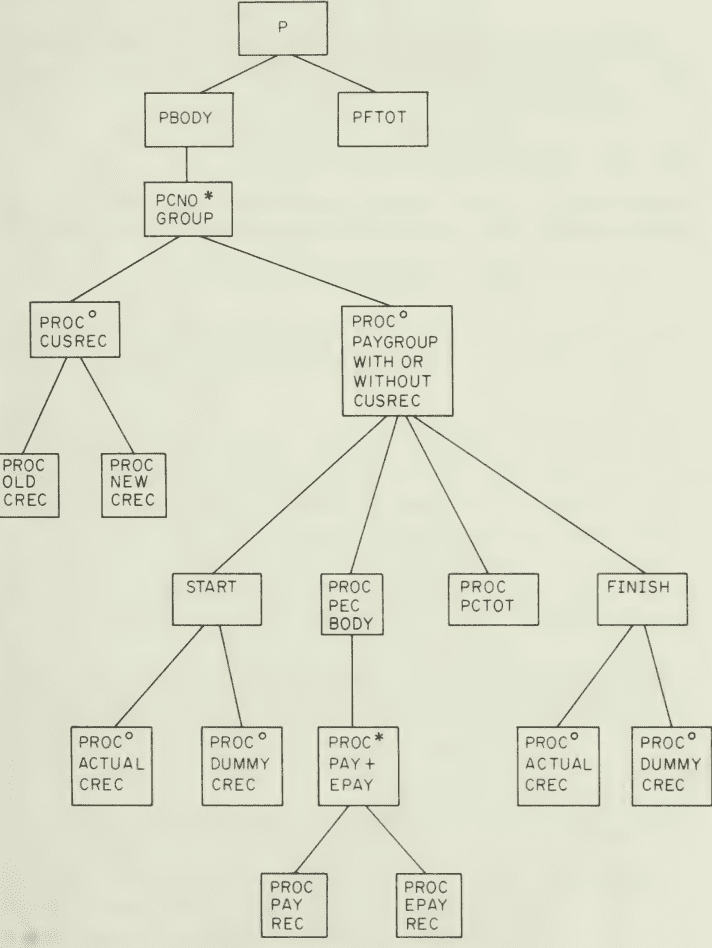 P
PBODY
PFTOT
PCNO *
GROUP
PROC°
CUSREC
PROC°
PAYGROUP
WITH OR
WITHOUT
CUSREC
PROC
OLD
CREC
PROC
NEW
CREC
START
PROC
PEC
BODY
PROC
PCTOT
FINISH
PROC°
ACTUAL
CREC
PROC°
DUMMY
CREC
PROC*
PAY +
EPAY
PROC°
ACTUAL
CREC
PROC°
DUMMY
CREC
PROC
PAY
REC
PROC
EPAY
REC